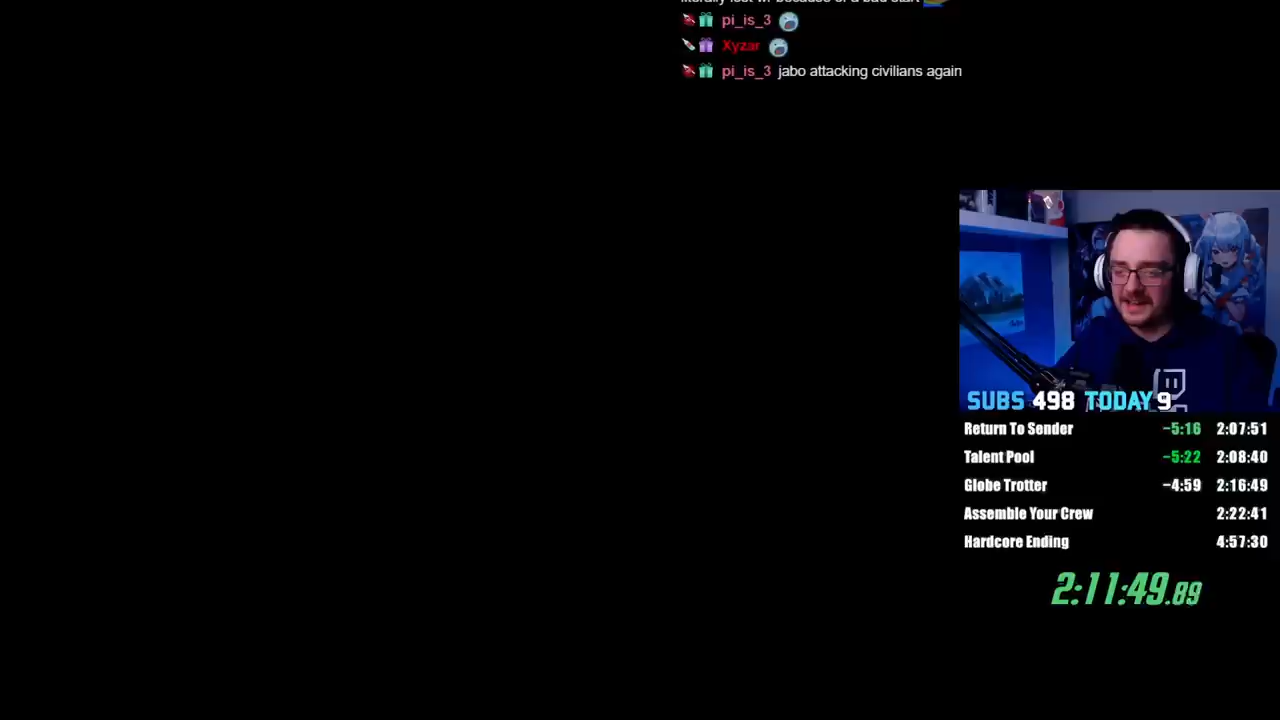 pi_is_3
Xyzar
pi_is_3 jabo attacking civilians again
SUBS 498 TODAY 9
Return To Sender -5:16 2:07:51
Talent Pool -5:22 2:08:40
Globe Trotter -4:59 2:16:49
Assemble Your Crew 2:22:41
Hardcore Ending 4:57:30
2:11:49.89